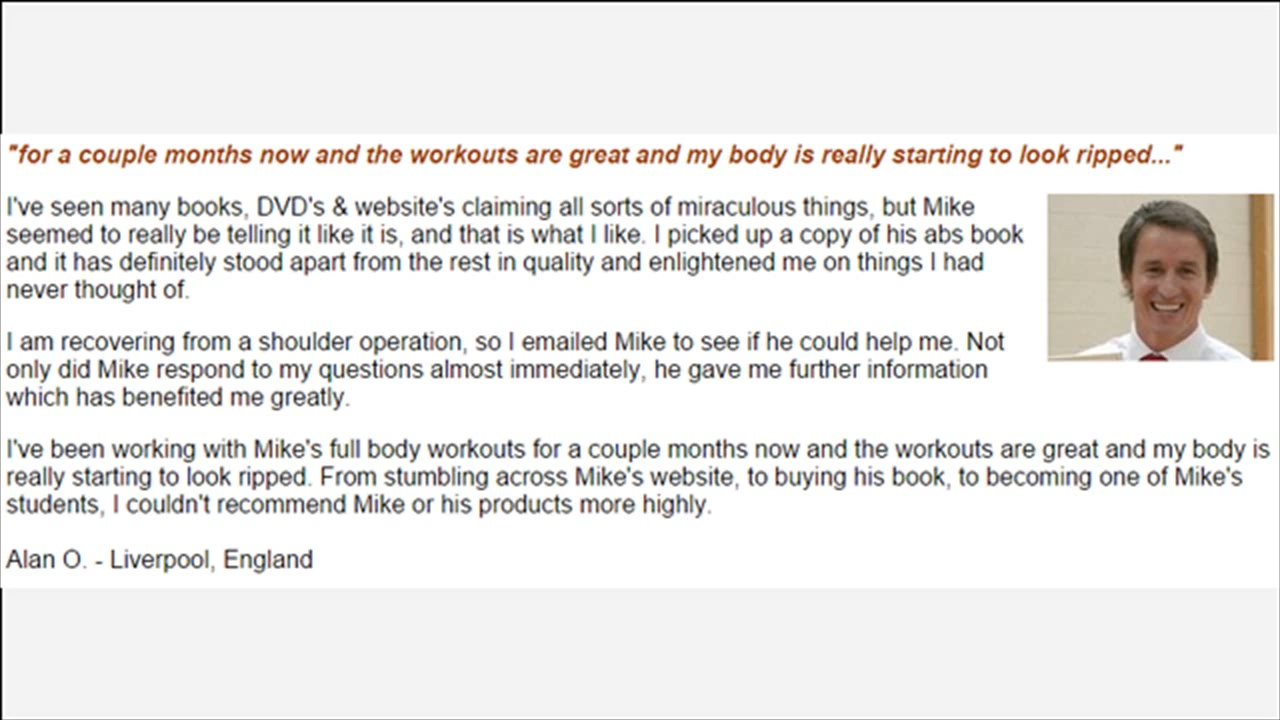 "for a couple months now and the workouts are great and my body is really starting to look ripped..."
I've seen many books, DVD's & website's claiming all sorts of miraculous things, but Mike
seemed to really be telling it like it is, and that is what I like. I picked up a copy of his abs book
and it has definitely stood apart from the rest in quality and enlightened me on things I had
never thought of.
I am recovering from a shoulder operation, so I emailed Mike to see if he could help me. Not
only did Mike respond to my questions almost immediately, he gave me further information
which has benefited me greatly.
I've been working with Mike's full body workouts for a couple months now and the workouts are great and my body is
really starting to look ripped. From stumbling across Mike's website, to buying his book, to becoming one of Mike's
students, I couldn't recommend Mike or his products more highly.
Alan O. - Liverpool, England